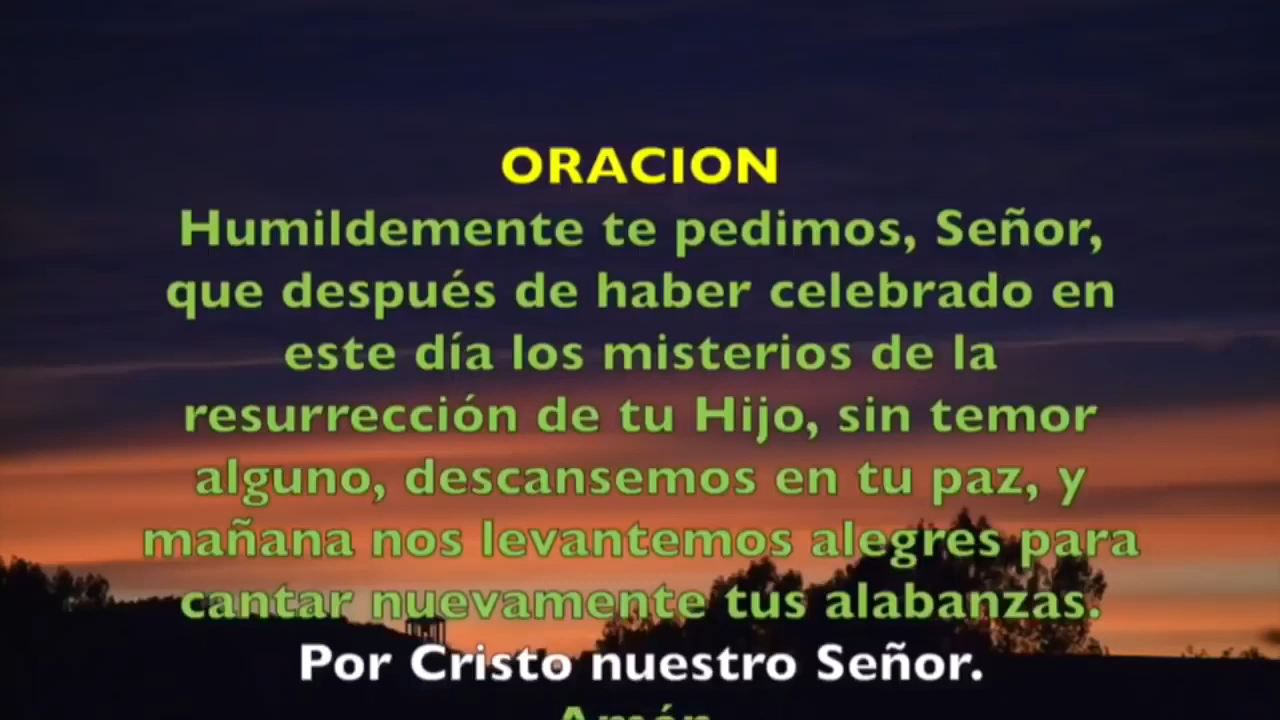 ORACION
Humildemente te pedimos, Señor,
que después de haber celebrado en
este día los misterios de la
resurrección de tu Hijo, sin temor
alguno, descansemos en tu paz, y
mañana nos levantemos alegres para
cantar nuevamente tus alabanzas.
Por Cristo nuestro Señor.
Amén